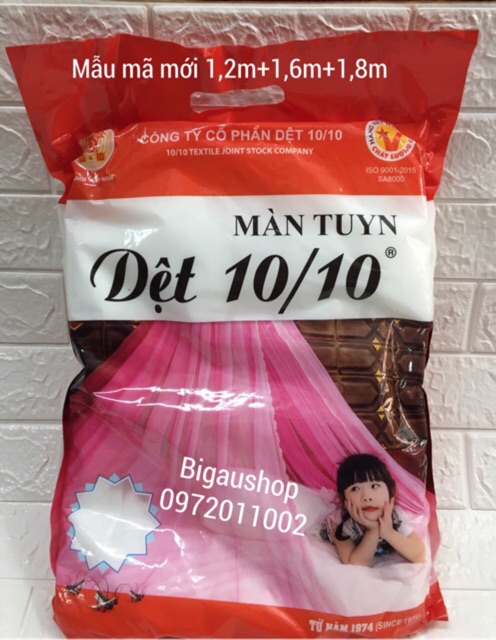 Mẫu mã mới 1,2m+1,6m+1,8m
CÔNG TY CỔ PHẦN DỆT 10/10
10/10 TEXTILE JOINT STOCK COMPANY
ISO 9001-2015
SA8000
MÀN TUYN
Dệt 10/10®
Bigaushop
0972011002
TỪ NĂM 1974 (SINCE